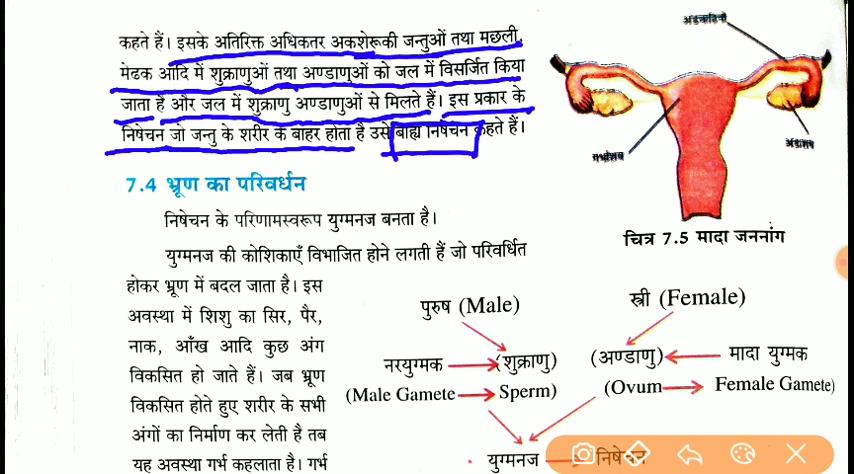 कहते हैं। इसके अतिरिक्त अधिकतर अकशेरूकी जन्तुओं तथा मछली,
मेढक आदि में शुक्राणुओं तथा अण्डाणुओं को जल में विसर्जित किया
जाता है और जल में शुक्राणु अण्डाणुओं से मिलते हैं। इस प्रकार के
निषेचन जो जन्तु के शरीर के बाहर होता है उसे बाह्य निषेचन कहते हैं।
7.4 भ्रूण का परिवर्धन
निषेचन के परिणामस्वरूप युग्मनज बनता है।
युग्मनज की कोशिकाएँ विभाजित होने लगती हैं जो परिवर्धित
होकर भ्रूण में बदल जाता है। इस
अवस्था में शिशु का सिर, पैर,
नाक, आँख आदि कुछ अंग
विकसित हो जाते हैं। जब भ्रूण
विकसित होते हुए शरीर के सभी
अंगों का निर्माण कर लेती है तब
यह अवस्था गर्भ कहलाता है। गर्भ
अंडवाहिनी
गर्भाशय
अंडाशय
चित्र 7.5 मादा जननांग
पुरुष (Male)
स्त्री (Female)
नरयुग्मक
(शुक्राणु)
(अण्डाणु)
मादा युग्मक
(Male Gamete
Sperm)
(Ovum
Female Gamete)
युग्मनज
निषेचन